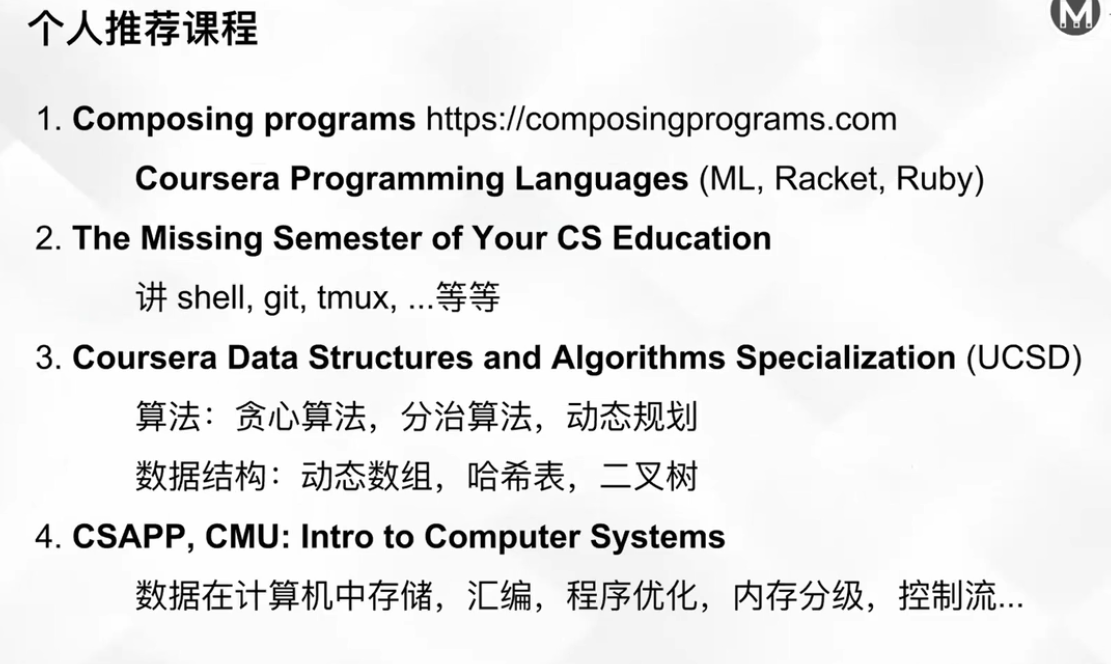 个人推荐课程
M
1. Composing programs https://composingprograms.com
Coursera Programming Languages (ML, Racket, Ruby)
2. The Missing Semester of Your CS Education
讲 shell, git, tmux, ...等等
3. Coursera Data Structures and Algorithms Specialization (UCSD)
算法：贪心算法，分治算法，动态规划
数据结构：动态数组，哈希表，二叉树
4. CSAPP, CMU: Intro to Computer Systems
数据在计算机中存储，汇编，程序优化，内存分级，控制流...